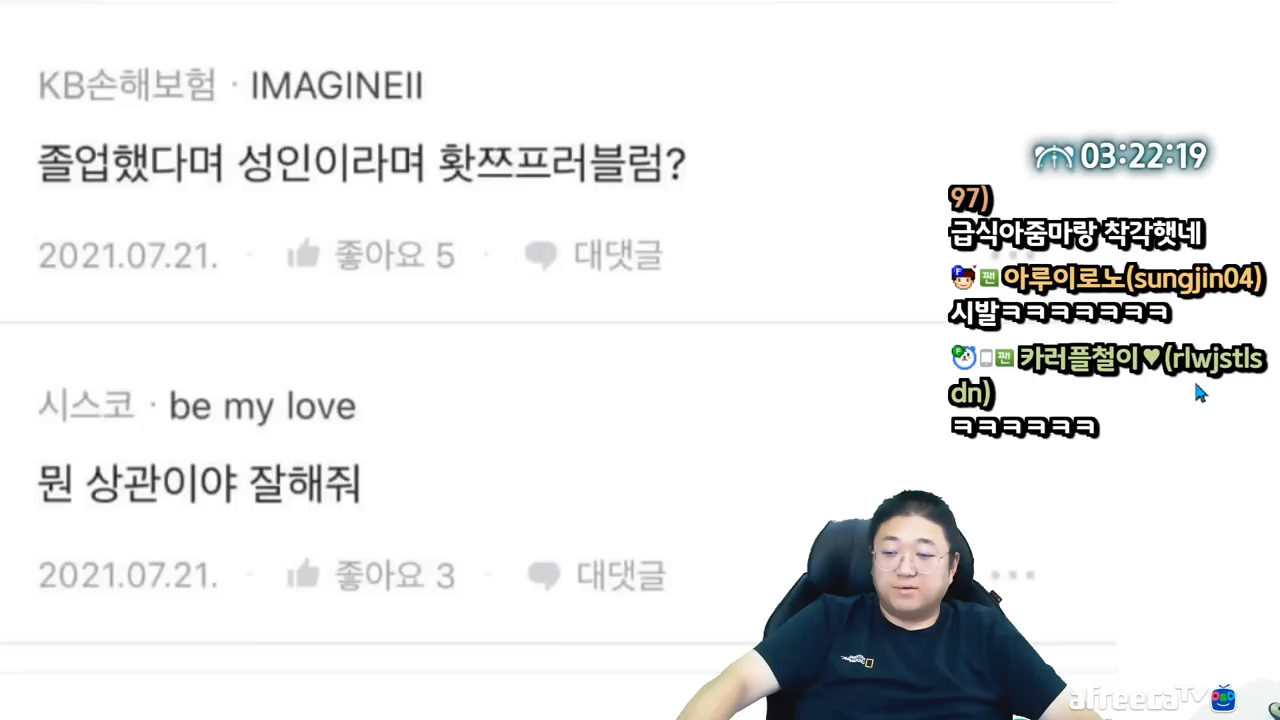 KB손해보험 · IMAGINEII
졸업했다며 성인이라며 홧쯔프러블럼?
2021.07.21. · 좋아요 5 · 대댓글
시스코 · be my love
뭔 상관이야 잘해줘
2021.07.21. · 좋아요 3 · 대댓글
03:22:19
97)
급식아줌마랑 착각햇네
팬 아루이로노(sungjin04)
시발ㅋㅋㅋㅋㅋㅋㅋ
팬 카러플철이♥(rlwjstls
dn)
ㅋㅋㅋㅋㅋㅋ
afreecaTV